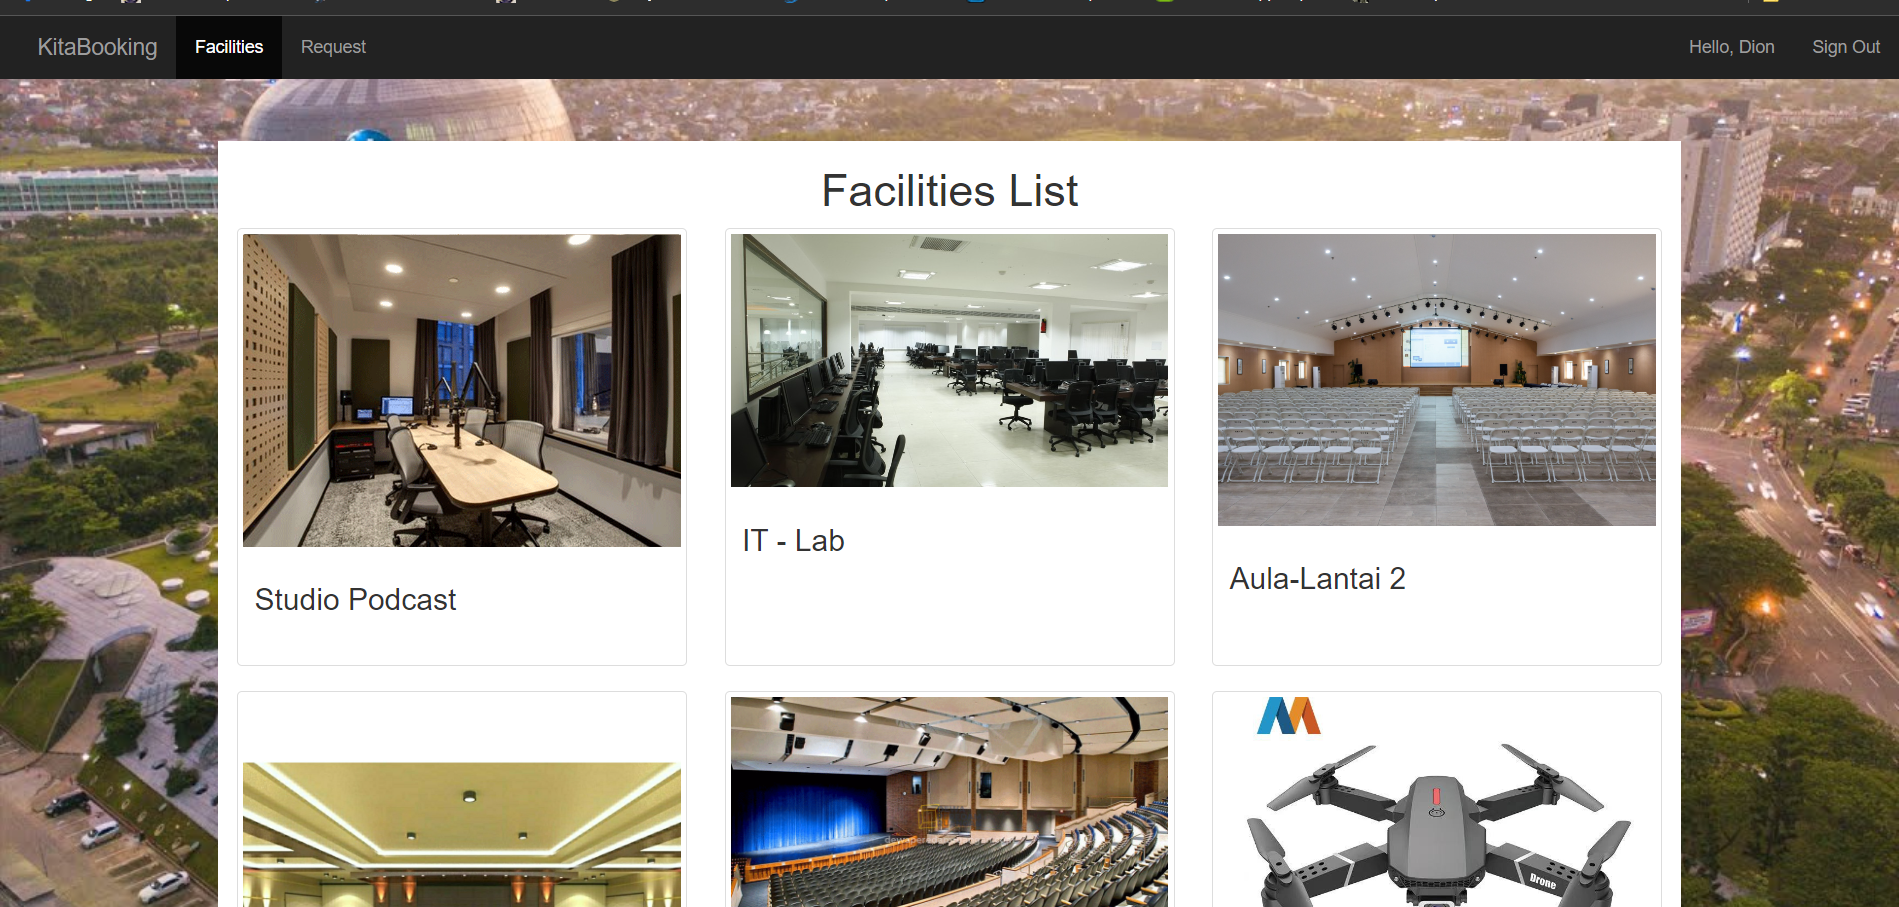 KitaBooking
Facilities
Request
Hello, Dion
Sign Out
Facilities List
Studio Podcast
IT - Lab
Aula-Lantai 2
Drone